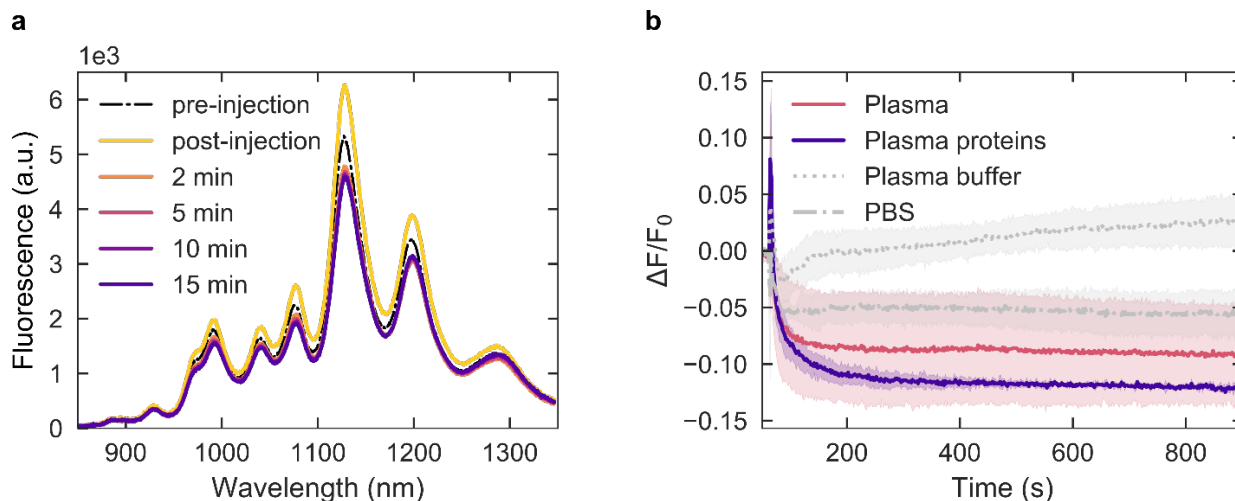 a
1e3
Fluorescence (a.u.)
6
5
4
3
2
1
0
pre-injection
post-injection
2 min
5 min
10 min
15 min
900 1000 1100 1200 1300
Wavelength (nm)
b
ΔF/F₀
0.15
0.10
0.05
0.00
−0.05
−0.10
−0.15
Plasma
Plasma proteins
Plasma buffer
PBS
200 400 600 800
Time (s)